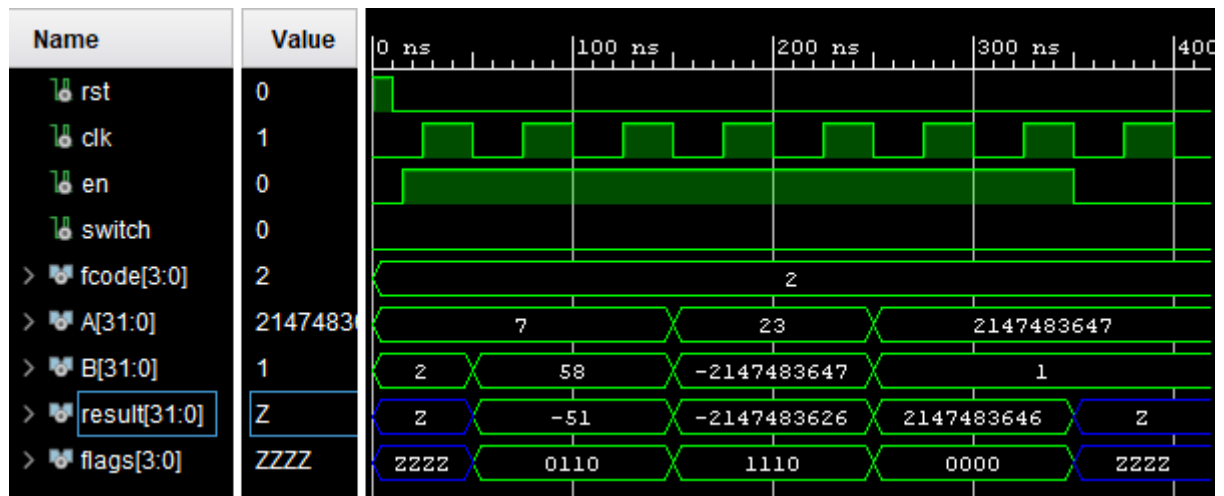 Name Value 0 ns 100 ns 200 ns 300 ns 400
rst 0
clk 1
en 0
switch 0
> fcode[3:0] 2 2
> A[31:0] 21474836 7 23 2147483647
> B[31:0] 1 2 58 -2147483647 1
> result[31:0] Z Z -51 -2147483626 2147483646 Z
> flags[3:0] ZZZZ ZZZZ 0110 1110 0000 ZZZZ